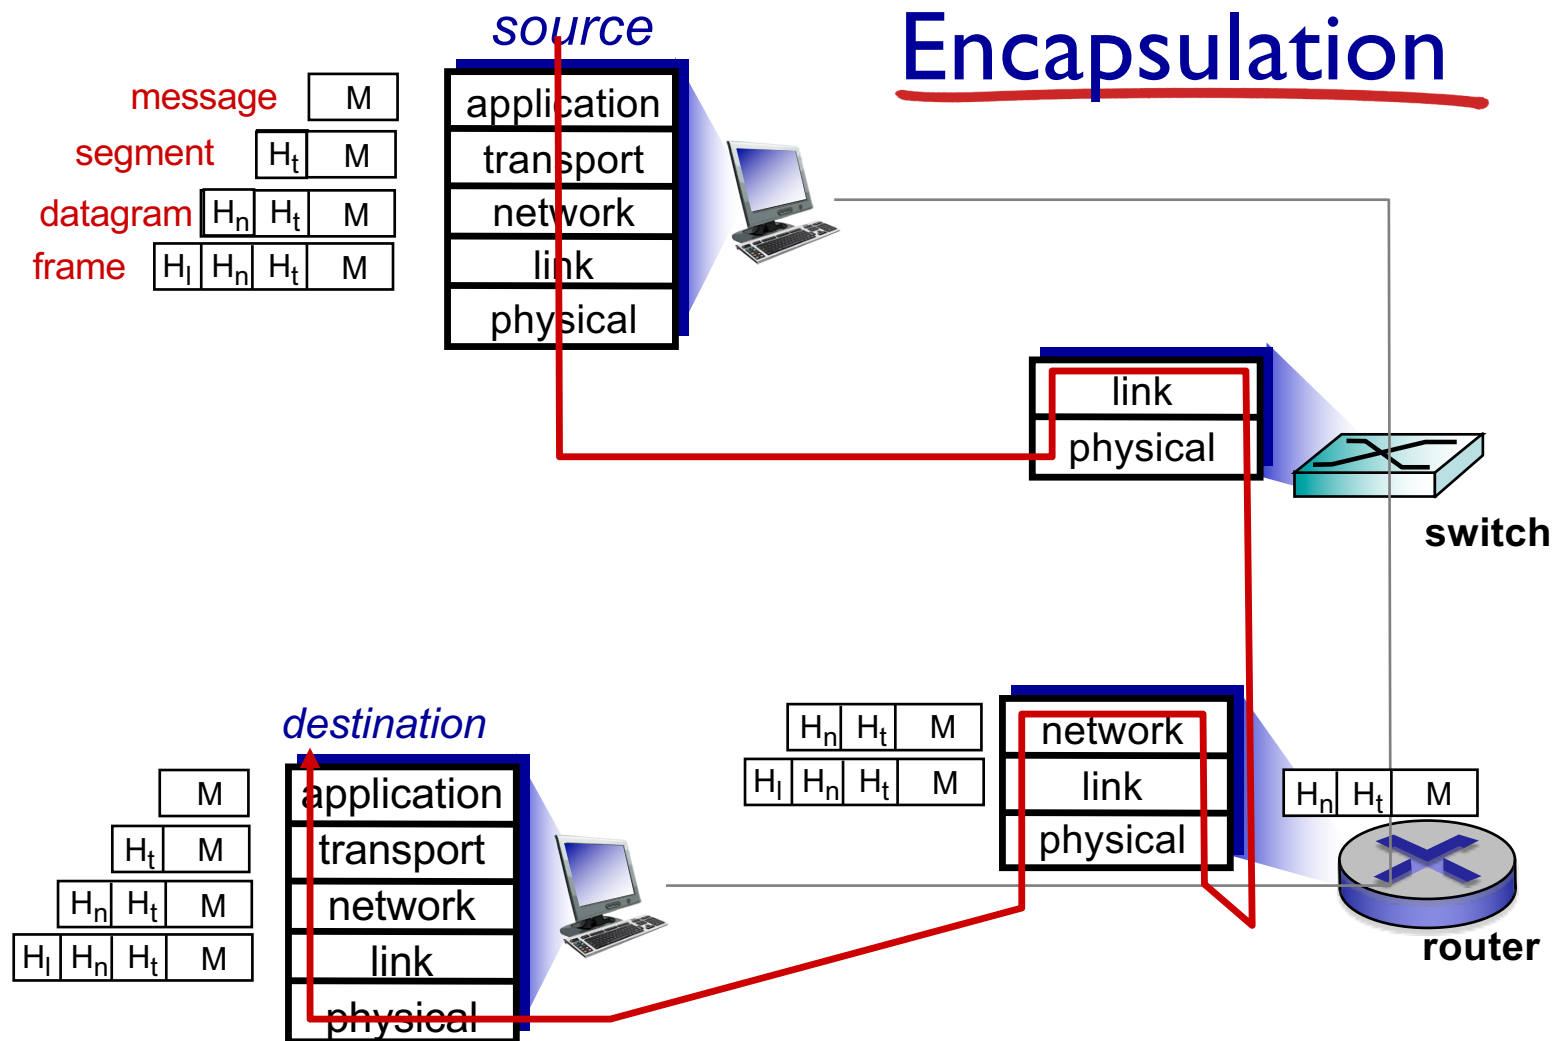 Encapsulation
source
message M
segment Ht M
datagram Hn Ht M
frame Hl Hn Ht M
application
transport
network
link
physical
link
physical
switch
destination
M
Ht M
Hn Ht M
Hl Hn Ht M
application
transport
network
link
physical
Hn Ht M
Hl Hn Ht M
network
link
physical
Hn Ht M
router